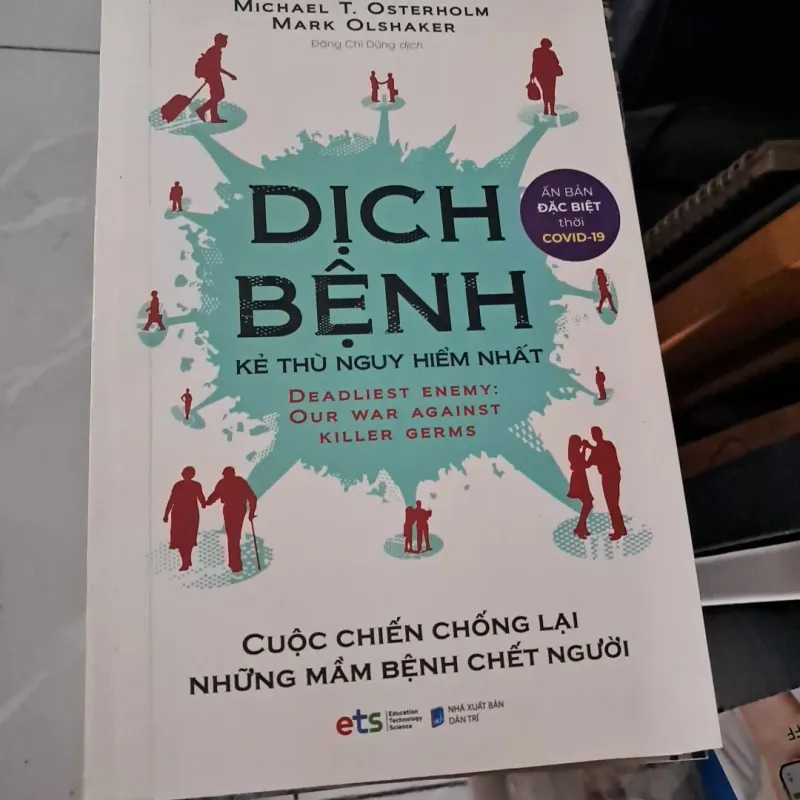 MICHAEL T. OSTERHOLM
MARK OLSHAKER
Đặng Chí Dũng dịch
DỊCH
BỆNH
ẤN BẢN
ĐẶC BIỆT
thời
COVID-19
KẺ THÙ NGUY HIỂM NHẤT
DEADLIEST ENEMY:
OUR WAR AGAINST
KILLER GERMS
CUỘC CHIẾN CHỐNG LẠI
NHỮNG MẦM BỆNH CHẾT NGƯỜI
ets
Education
Technology
Science
NHÀ XUẤT BẢN
DÂN TRÍ